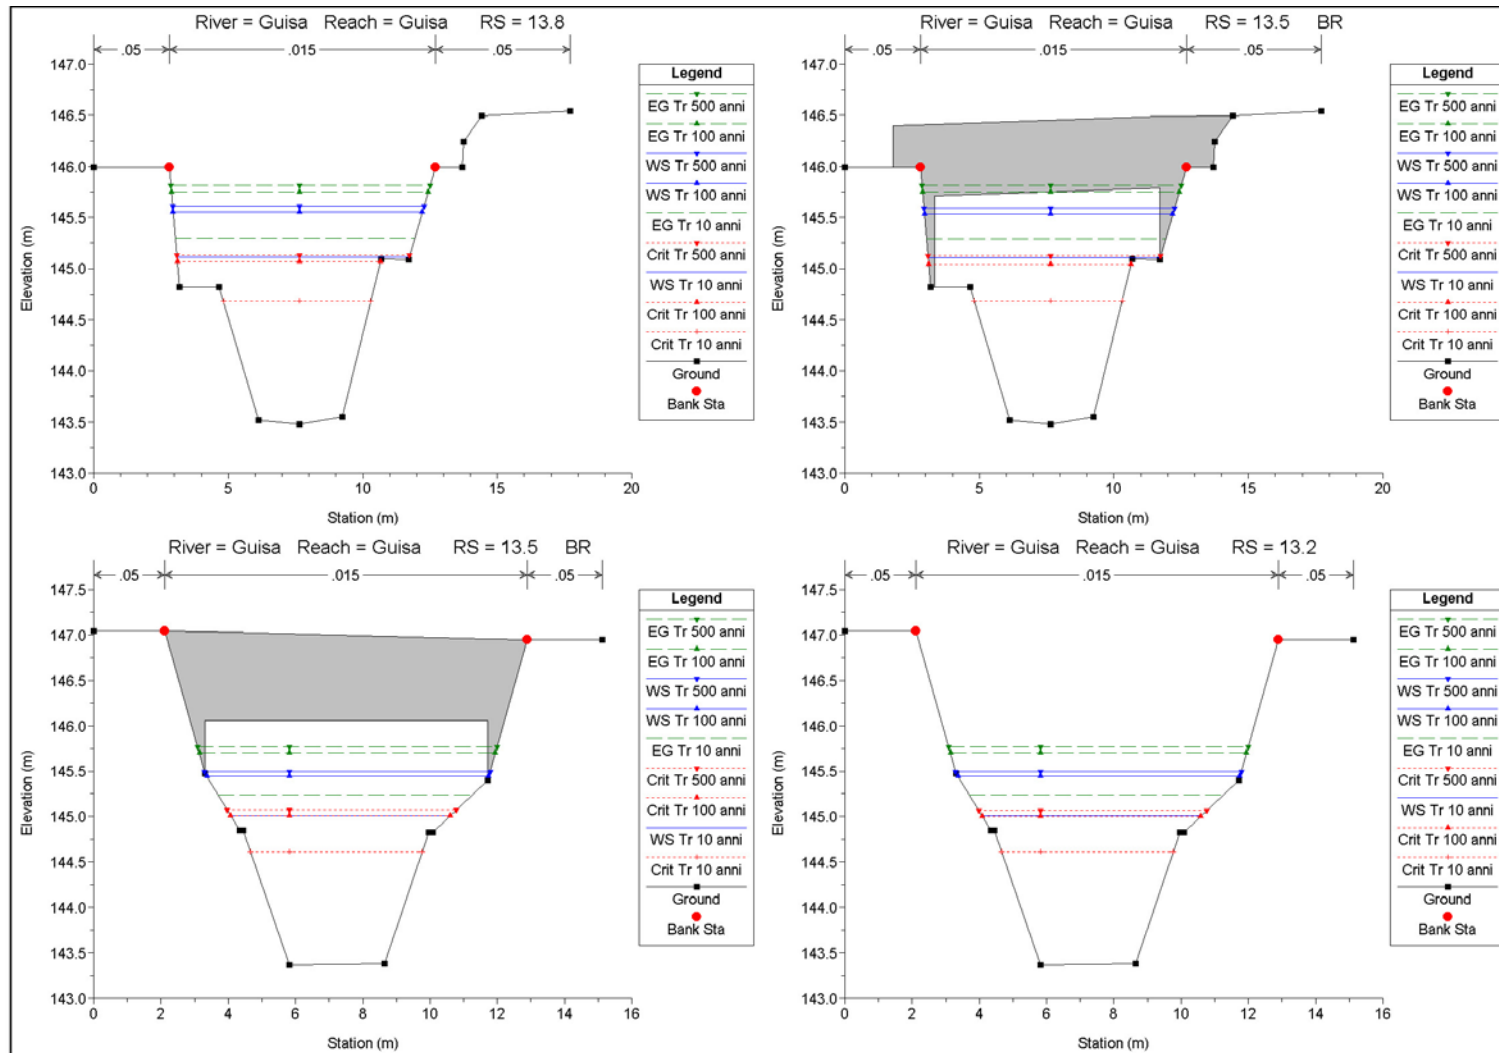 River = Guisa Reach = Guisa RS = 13.8
.05 .015 .05
147.0
146.5
146.0
145.5
145.0
144.5
144.0
143.5
143.0
0 5 10 15 20
Elevation (m)
Station (m)
Legend
EG Tr 500 anni
EG Tr 100 anni
WS Tr 500 anni
WS Tr 100 anni
EG Tr 10 anni
Crit Tr 500 anni
WS Tr 10 anni
Crit Tr 100 anni
Crit Tr 10 anni
Ground
Bank Sta
River = Guisa Reach = Guisa RS = 13.5 BR
.05 .015 .05
147.0
146.5
146.0
145.5
145.0
144.5
144.0
143.5
143.0
0 5 10 15 20
Elevation (m)
Station (m)
Legend
EG Tr 500 anni
EG Tr 100 anni
WS Tr 500 anni
WS Tr 100 anni
EG Tr 10 anni
Crit Tr 500 anni
WS Tr 10 anni
Crit Tr 100 anni
Crit Tr 10 anni
Ground
Bank Sta
River = Guisa Reach = Guisa RS = 13.5 BR
.05 .015 .05
147.5
147.0
146.5
146.0
145.5
145.0
144.5
144.0
143.5
143.0
0 2 4 6 8 10 12 14 16
Elevation (m)
Station (m)
Legend
EG Tr 500 anni
EG Tr 100 anni
WS Tr 500 anni
WS Tr 100 anni
EG Tr 10 anni
Crit Tr 500 anni
Crit Tr 100 anni
WS Tr 10 anni
Crit Tr 10 anni
Ground
Bank Sta
River = Guisa Reach = Guisa RS = 13.2
.05 .015 .05
147.5
147.0
146.5
146.0
145.5
145.0
144.5
144.0
143.5
143.0
0 2 4 6 8 10 12 14 16
Elevation (m)
Station (m)
Legend
EG Tr 500 anni
EG Tr 100 anni
WS Tr 500 anni
WS Tr 100 anni
EG Tr 10 anni
Crit Tr 500 anni
WS Tr 10 anni
Crit Tr 100 anni
Crit Tr 10 anni
Ground
Bank Sta